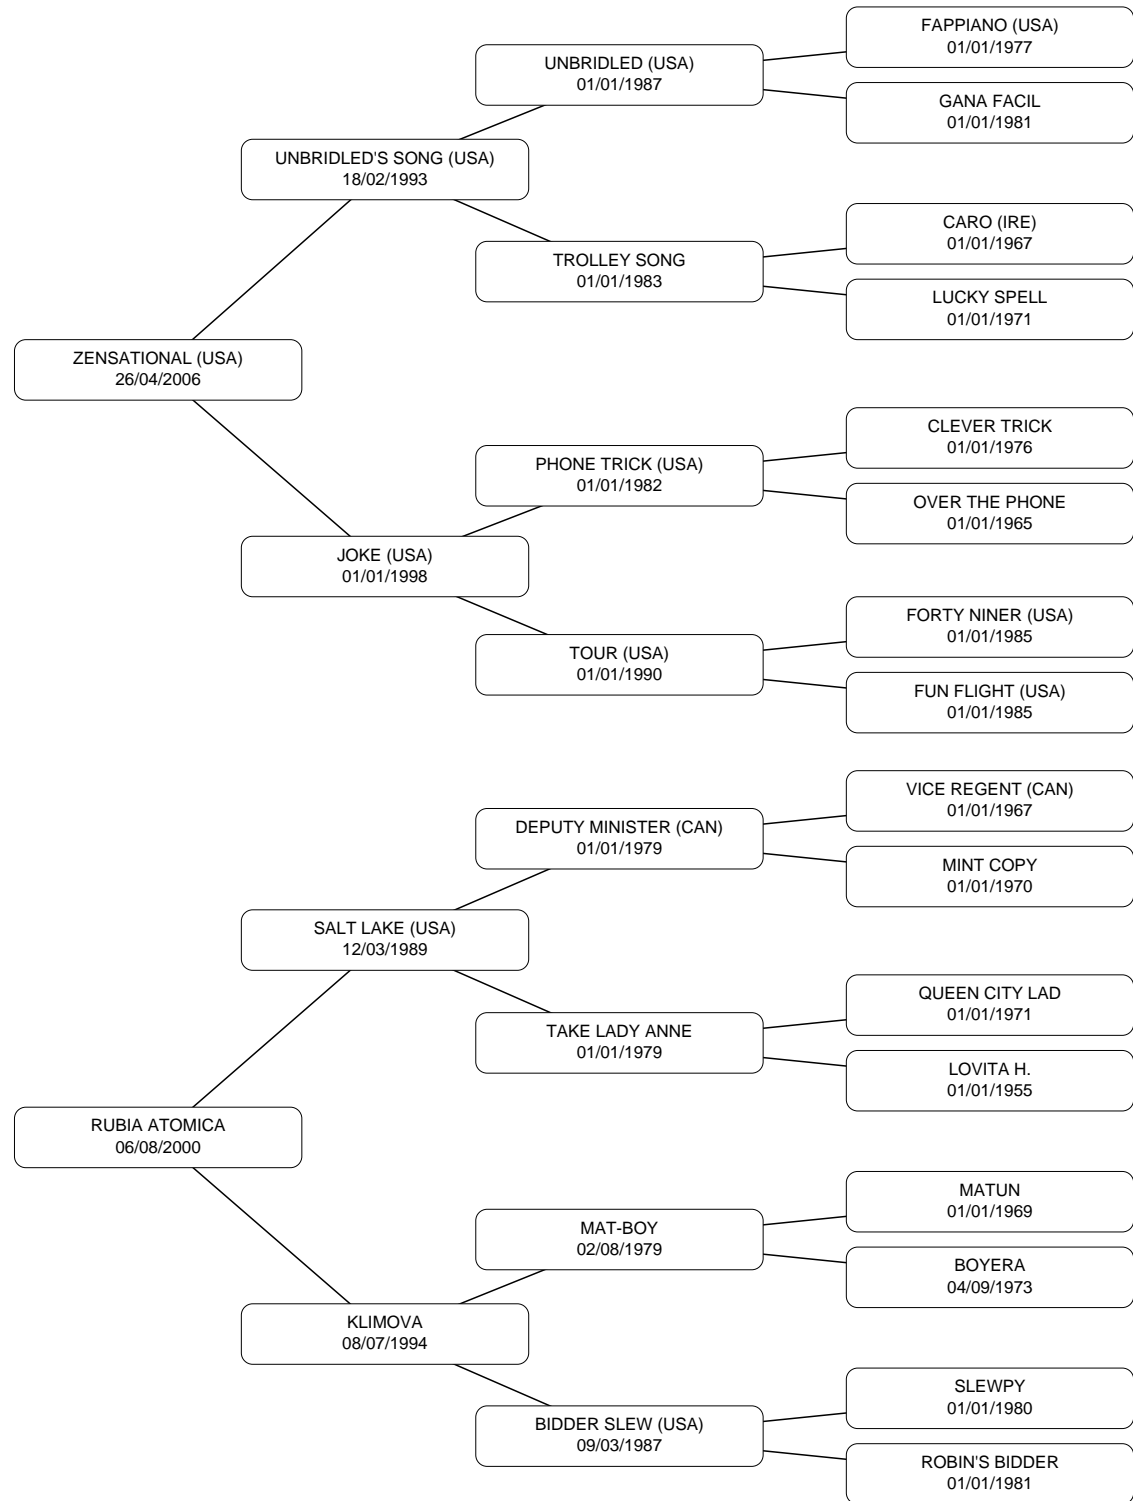 FAPPIANO (USA)
01/01/1977
UNBRIDLED (USA)
01/01/1987
GANA FACIL
01/01/1981
UNBRIDLED'S SONG (USA)
18/02/1993
CARO (IRE)
01/01/1967
TROLLEY SONG
01/01/1983
LUCKY SPELL
01/01/1971
ZENSATIONAL (USA)
26/04/2006
CLEVER TRICK
01/01/1976
PHONE TRICK (USA)
01/01/1982
OVER THE PHONE
01/01/1965
JOKE (USA)
01/01/1998
FORTY NINER (USA)
01/01/1985
TOUR (USA)
01/01/1990
FUN FLIGHT (USA)
01/01/1985
VICE REGENT (CAN)
01/01/1967
DEPUTY MINISTER (CAN)
01/01/1979
MINT COPY
01/01/1970
SALT LAKE (USA)
12/03/1989
QUEEN CITY LAD
01/01/1971
TAKE LADY ANNE
01/01/1979
LOVITA H.
01/01/1955
RUBIA ATOMICA
06/08/2000
MATUN
01/01/1969
MAT-BOY
02/08/1979
BOYERA
04/09/1973
KLIMOVA
08/07/1994
SLEWPY
01/01/1980
BIDDER SLEW (USA)
09/03/1987
ROBIN'S BIDDER
01/01/1981